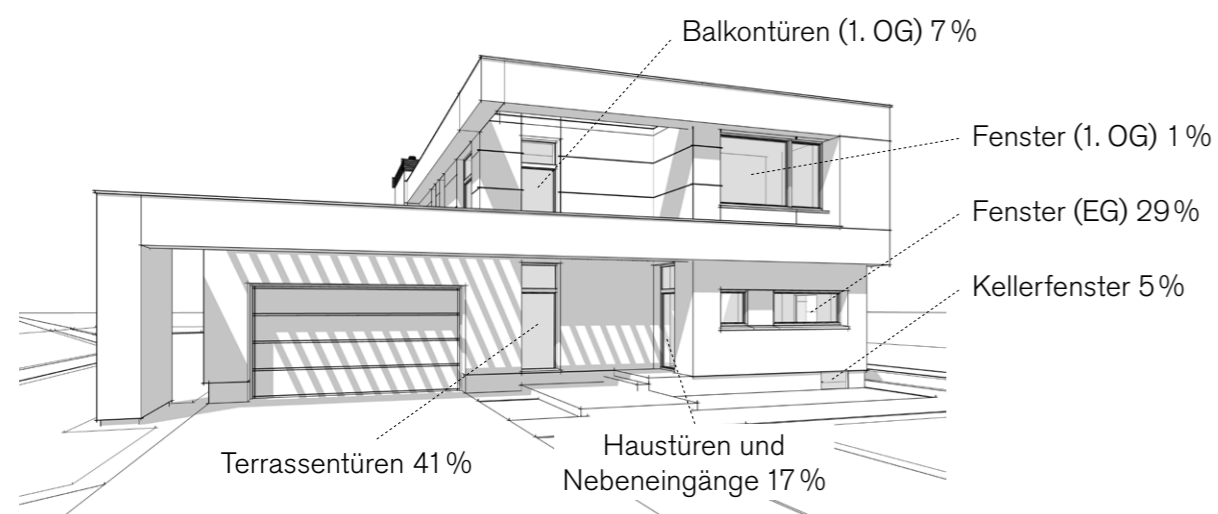 Balkontüren (1. OG) 7 %
Fenster (1. OG) 1 %
Fenster (EG) 29 %
Kellerfenster 5 %
Terrassentüren 41 %
Haustüren und
Nebeneingänge 17 %